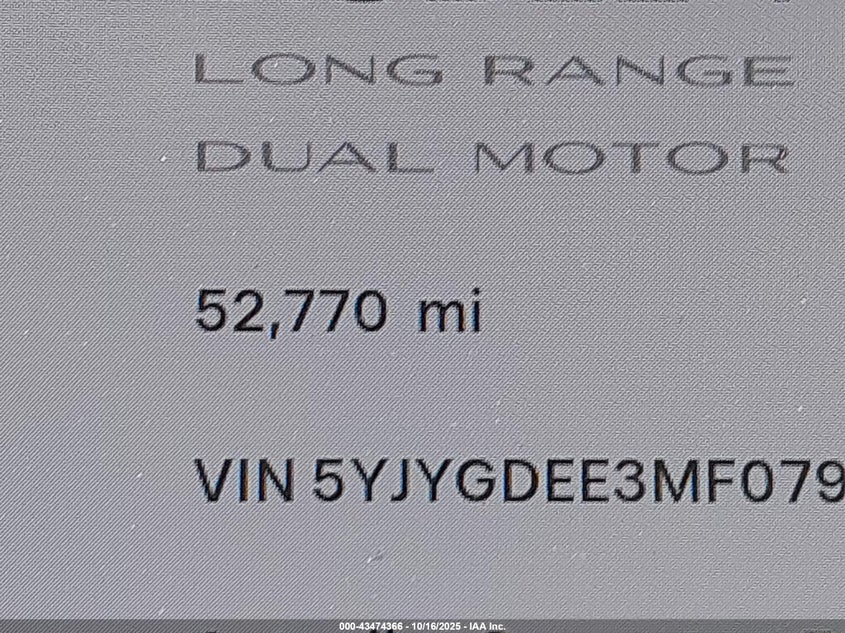 LONG RANGE
DUAL MOTOR
52,770 mi
VIN 5YJYGDEE3MF079
000-43474366 - 10/16/2025 - IAA Inc.